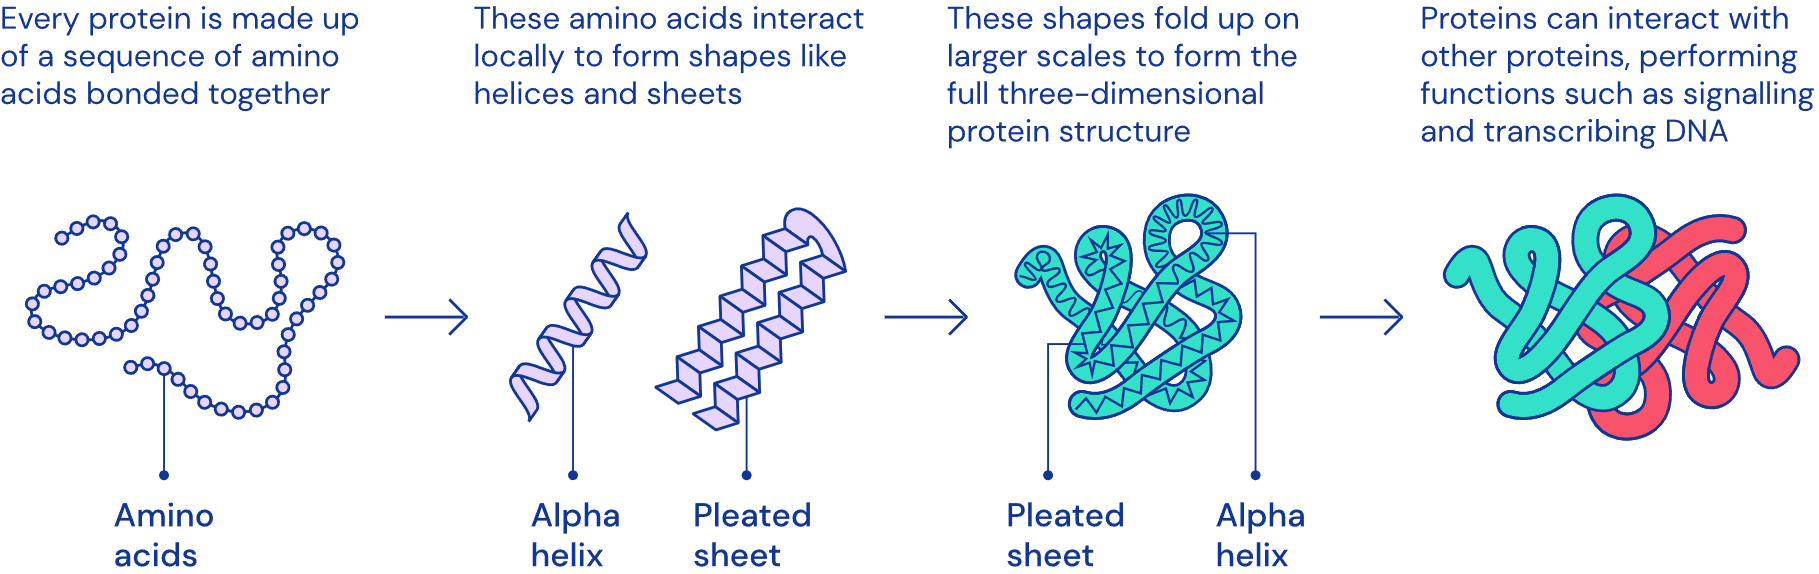 Every protein is made up
of a sequence of amino
acids bonded together
These amino acids interact
locally to form shapes like
helices and sheets
These shapes fold up on
larger scales to form the
full three-dimensional
protein structure
Proteins can interact with
other proteins, performing
functions such as signalling
and transcribing DNA
Amino
acids
Alpha
helix
Pleated
sheet
Pleated
sheet
Alpha
helix